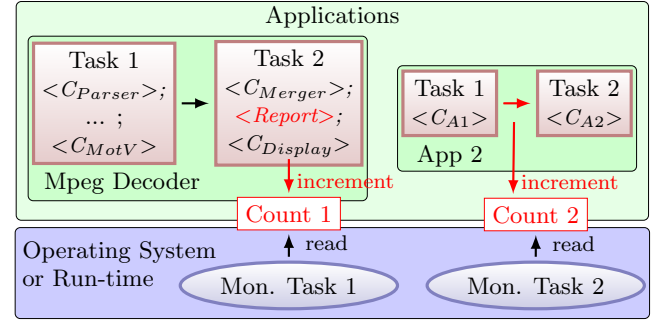 Applications
Task 1
<C_Parser>;
... ;
<C_MotV>
Task 2
<C_Merger>;
<Report>;
<C_Display>
Mpeg Decoder
Task 1
<C_A1>
Task 2
<C_A2>
App 2
increment
increment
Count 1
Count 2
Operating System
or Run-time
read
read
Mon. Task 1
Mon. Task 2